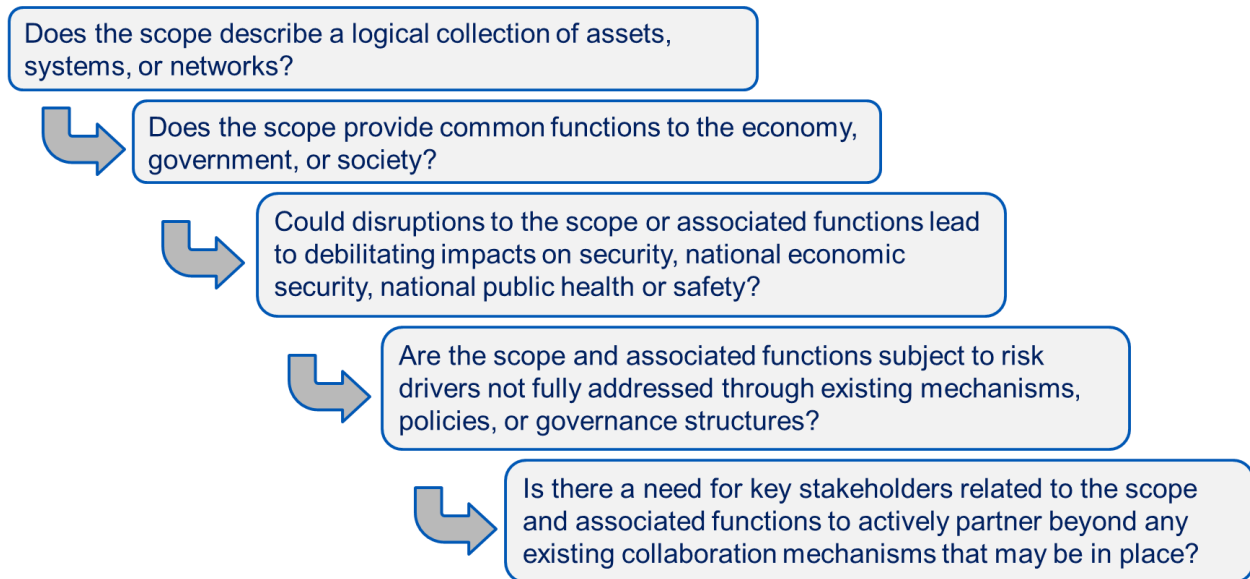 Does the scope describe a logical collection of assets,
systems, or networks?
Does the scope provide common functions to the economy,
government, or society?
Could disruptions to the scope or associated functions lead
to debilitating impacts on security, national economic
security, national public health or safety?
Are the scope and associated functions subject to risk
drivers not fully addressed through existing mechanisms,
policies, or governance structures?
Is there a need for key stakeholders related to the scope
and associated functions to actively partner beyond any
existing collaboration mechanisms that may be in place?